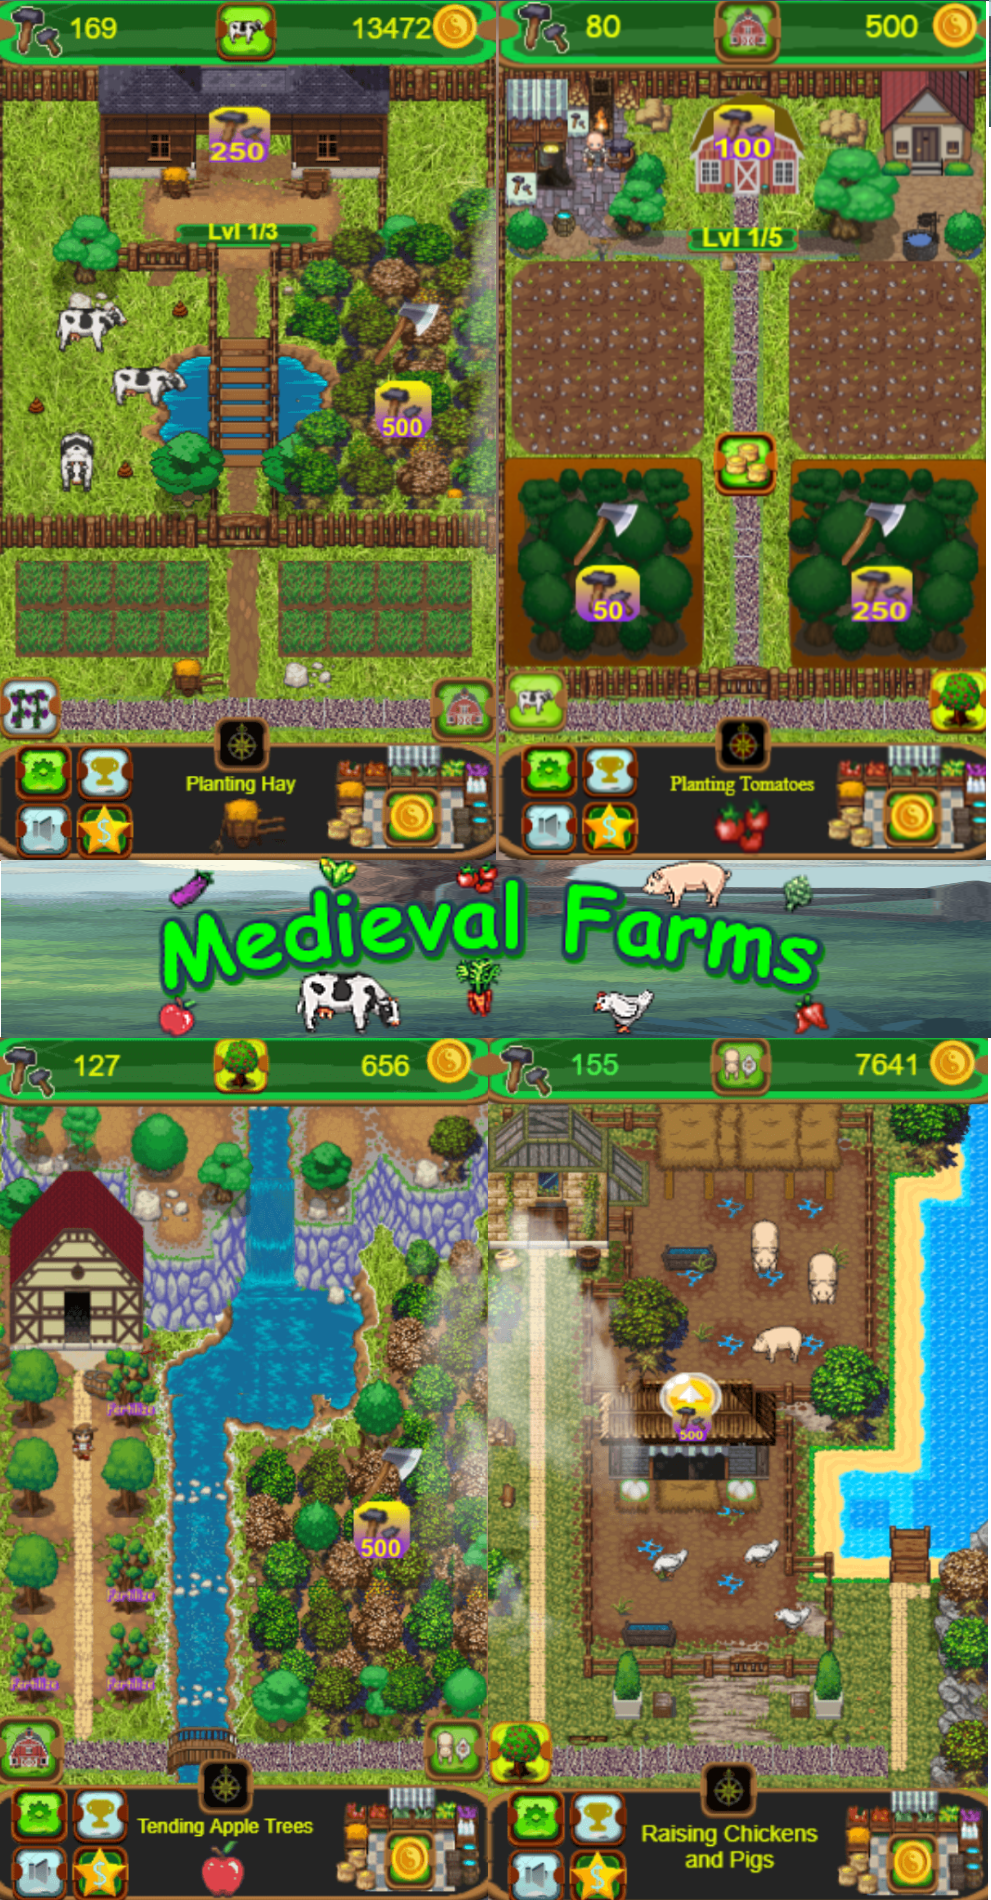 169
13472
250
Lvl 1/3
500
Planting Hay
80
500
100
Lvl 1/5
50
250
Planting Tomatoes
Medieval Farms
127
656
Fertilize
500
Fertilize
Fertilize
Fertilize
Tending Apple Trees
155
7641
500
Raising Chickens
and Pigs